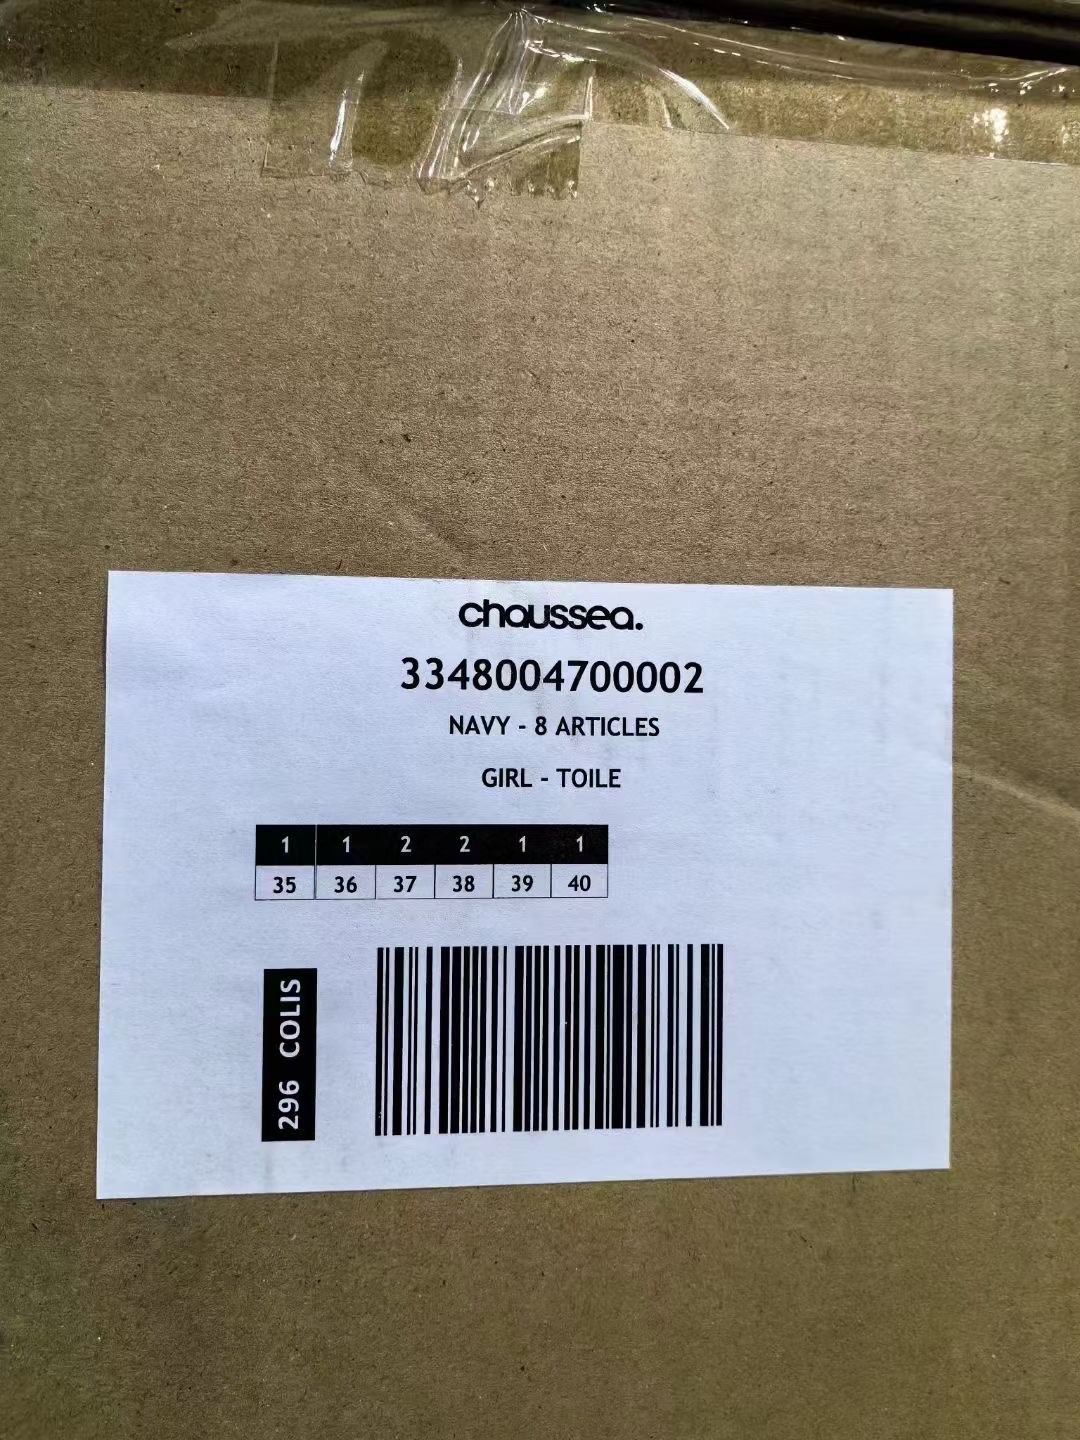 chaussea.
3348004700002
NAVY - 8 ARTICLES
GIRL - TOILE
1 1 2 2 1 1
35 36 37 38 39 40
296 COLIS